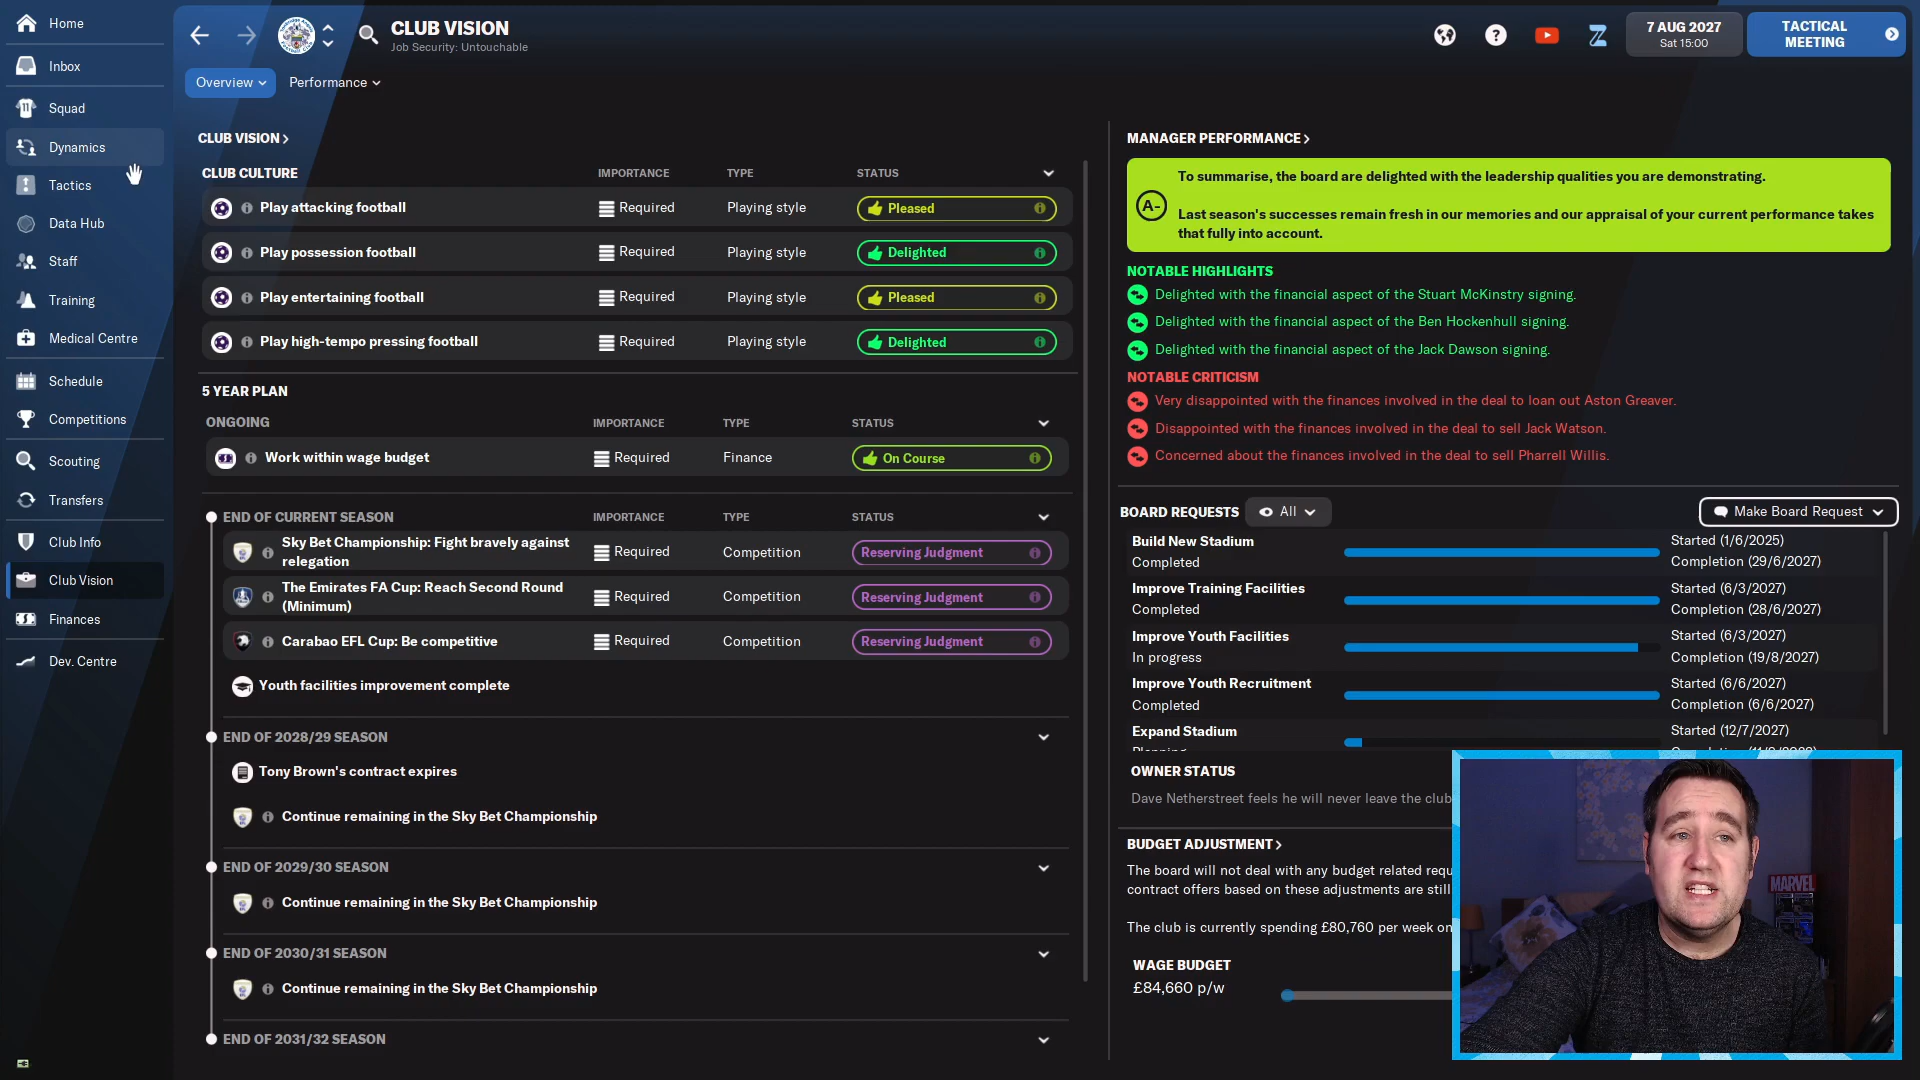 Home
Inbox
Squad
Dynamics
Tactics
Data Hub
Staff
Training
Medical Centre
Schedule
Competitions
Scouting
Transfers
Club Info
Club Vision
Finances
Dev. Centre
CLUB VISION
Job Security: Untouchable
7 AUG 2027
Sat 15:00
TACTICAL
MEETING
Overview
Performance
CLUB VISION
CLUB CULTURE IMPORTANCE TYPE STATUS
Play attacking football Required Playing style Pleased
Play possession football Required Playing style Delighted
Play entertaining football Required Playing style Pleased
Play high-tempo pressing football Required Playing style Delighted
5 YEAR PLAN
ONGOING IMPORTANCE TYPE STATUS
Work within wage budget Required Finance On Course
END OF CURRENT SEASON IMPORTANCE TYPE STATUS
Sky Bet Championship: Fight bravely against
relegation Required Competition Reserving Judgment
The Emirates FA Cup: Reach Second Round
(Minimum) Required Competition Reserving Judgment
Carabao EFL Cup: Be competitive Required Competition Reserving Judgment
Youth facilities improvement complete
END OF 2028/29 SEASON
Tony Brown's contract expires
Continue remaining in the Sky Bet Championship
END OF 2029/30 SEASON
Continue remaining in the Sky Bet Championship
END OF 2030/31 SEASON
Continue remaining in the Sky Bet Championship
END OF 2031/32 SEASON
MANAGER PERFORMANCE
A-
To summarise, the board are delighted with the leadership qualities you are demonstrating.
Last season's successes remain fresh in our memories and our appraisal of your current performance takes
that fully into account.
NOTABLE HIGHLIGHTS
Delighted with the financial aspect of the Stuart McKinstry signing.
Delighted with the financial aspect of the Ben Hockenhull signing.
Delighted with the financial aspect of the Jack Dawson signing.
NOTABLE CRITICISM
Very disappointed with the finances involved in the deal to loan out Aston Greaver.
Disappointed with the finances involved in the deal to sell Jack Watson.
Concerned about the finances involved in the deal to sell Pharrell Willis.
BOARD REQUESTS All Make Board Request
Build New Stadium Started (1/6/2025)
Completed Completion (29/6/2027)
Improve Training Facilities Started (6/3/2027)
Completed Completion (28/6/2027)
Improve Youth Facilities Started (6/3/2027)
In progress Completion (19/8/2027)
Improve Youth Recruitment Started (6/6/2027)
Completed Completion (6/6/2027)
Expand Stadium Started (12/7/2027)
OWNER STATUS
Dave Netherstreet feels he will never leave the club
BUDGET ADJUSTMENT
The board will not deal with any budget related requ
contract offers based on these adjustments are still
The club is currently spending £80,760 per week on
WAGE BUDGET
£84,660 p/w
MARVEL